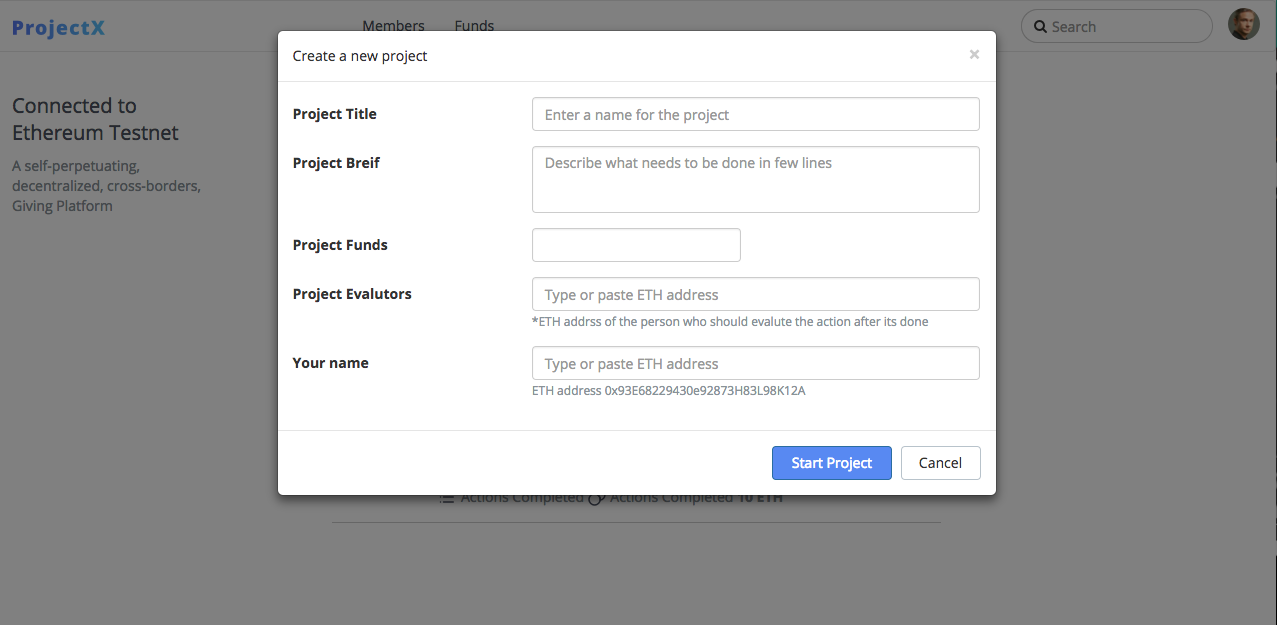 ProjectX
Members
Funds
Search
Connected to
Ethereum Testnet
A self-perpetuating,
decentralized, cross-borders,
Giving Platform
Create a new project
×
Project Title
Enter a name for the project
Project Breif
Describe what needs to be done in few lines
Project Funds
Project Evalutors
Type or paste ETH address
*ETH addrss of the person who should evalute the action after its done
Your name
Type or paste ETH address
ETH address 0x93E68229430e92873H83L98K12A
Start Project
Cancel
Actions Completed
Actions Completed 10 ETH